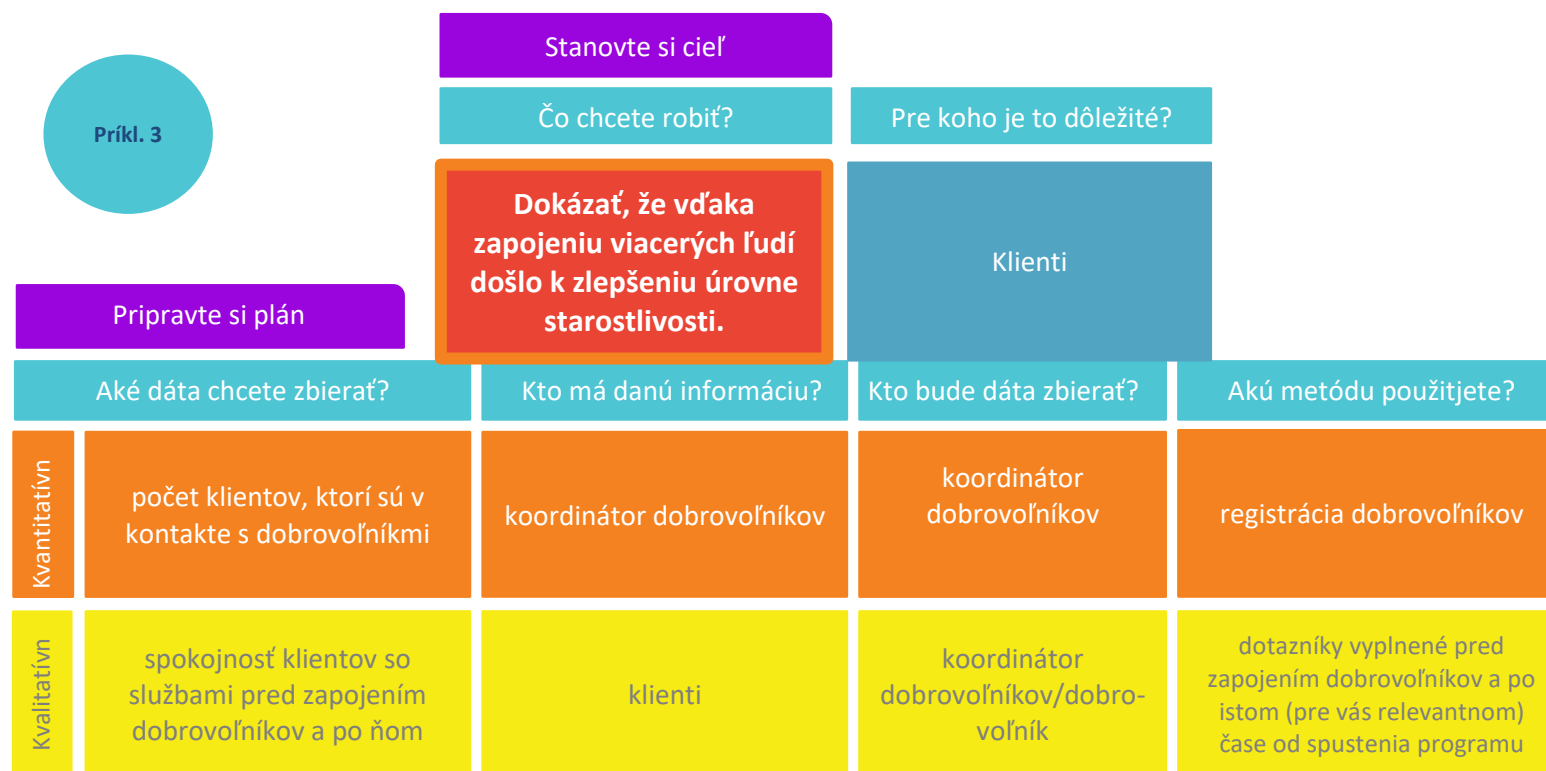 Stanovte si cieľ
Príkl. 3
Čo chcete robiť?
Pre koho je to dôležité?
Dokázať, že vďaka
zapojeniu viacerých ľudí
došlo k zlepšeniu úrovne
starostlivosti.
Klienti
Pripravte si plán
Aké dáta chcete zbierať?
Kto má danú informáciu?
Kto bude dáta zbierať?
Akú metódu použitjete?
Kvantitatívn
počet klientov, ktorí sú v
kontakte s dobrovoľníkmi
koordinátor dobrovoľníkov
koordinátor
dobrovoľníkov
registrácia dobrovoľníkov
Kvalitatívn
spokojnosť klientov so
službami pred zapojením
dobrovoľníkov a po ňom
klienti
koordinátor
dobrovoľníkov/dobro-
voľník
dotazníky vyplnené pred
zapojením dobrovoľníkov a po
istom (pre vás relevantnom)
čase od spustenia programu